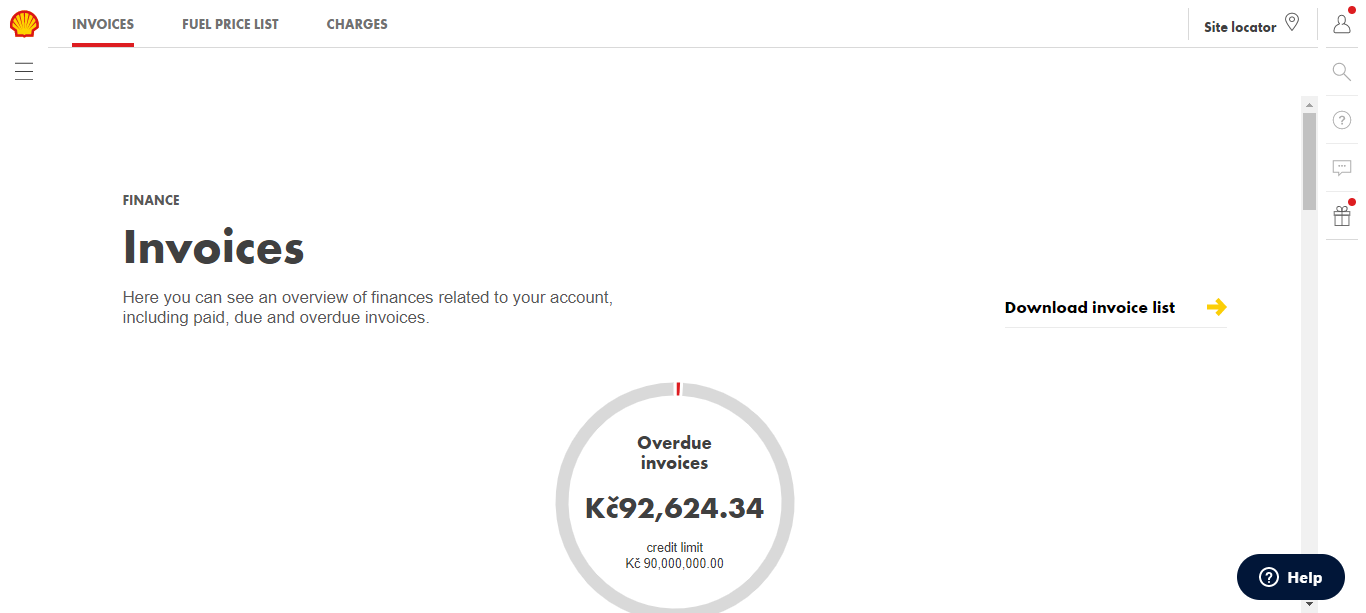 INVOICES
FUEL PRICE LIST
CHARGES
Site locator
FINANCE
Invoices
Here you can see an overview of finances related to your account,
including paid, due and overdue invoices.
Download invoice list
Overdue
invoices
Kč92,624.34
credit limit
Kč 90,000,000.00
Help